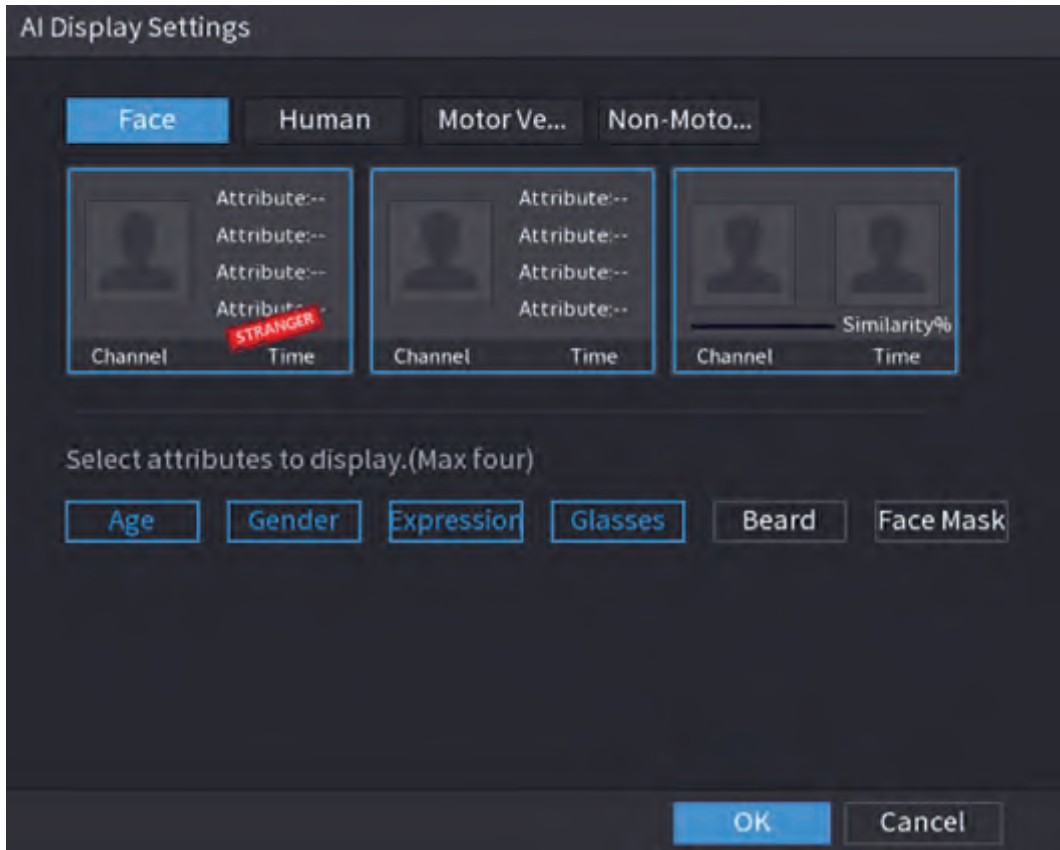 AI Display Settings
Face Human Motor Ve... Non-Moto...
Attribute:-- Attribute:--
Attribute:-- Attribute:--
Attribute:-- Attribute:--
Attribute:-- Attribute:--
STRANGER Similarity%
Channel Time Channel Time Channel Time
Select attributes to display.(Max four)
Age Gender Expression Glasses Beard Face Mask
OK Cancel